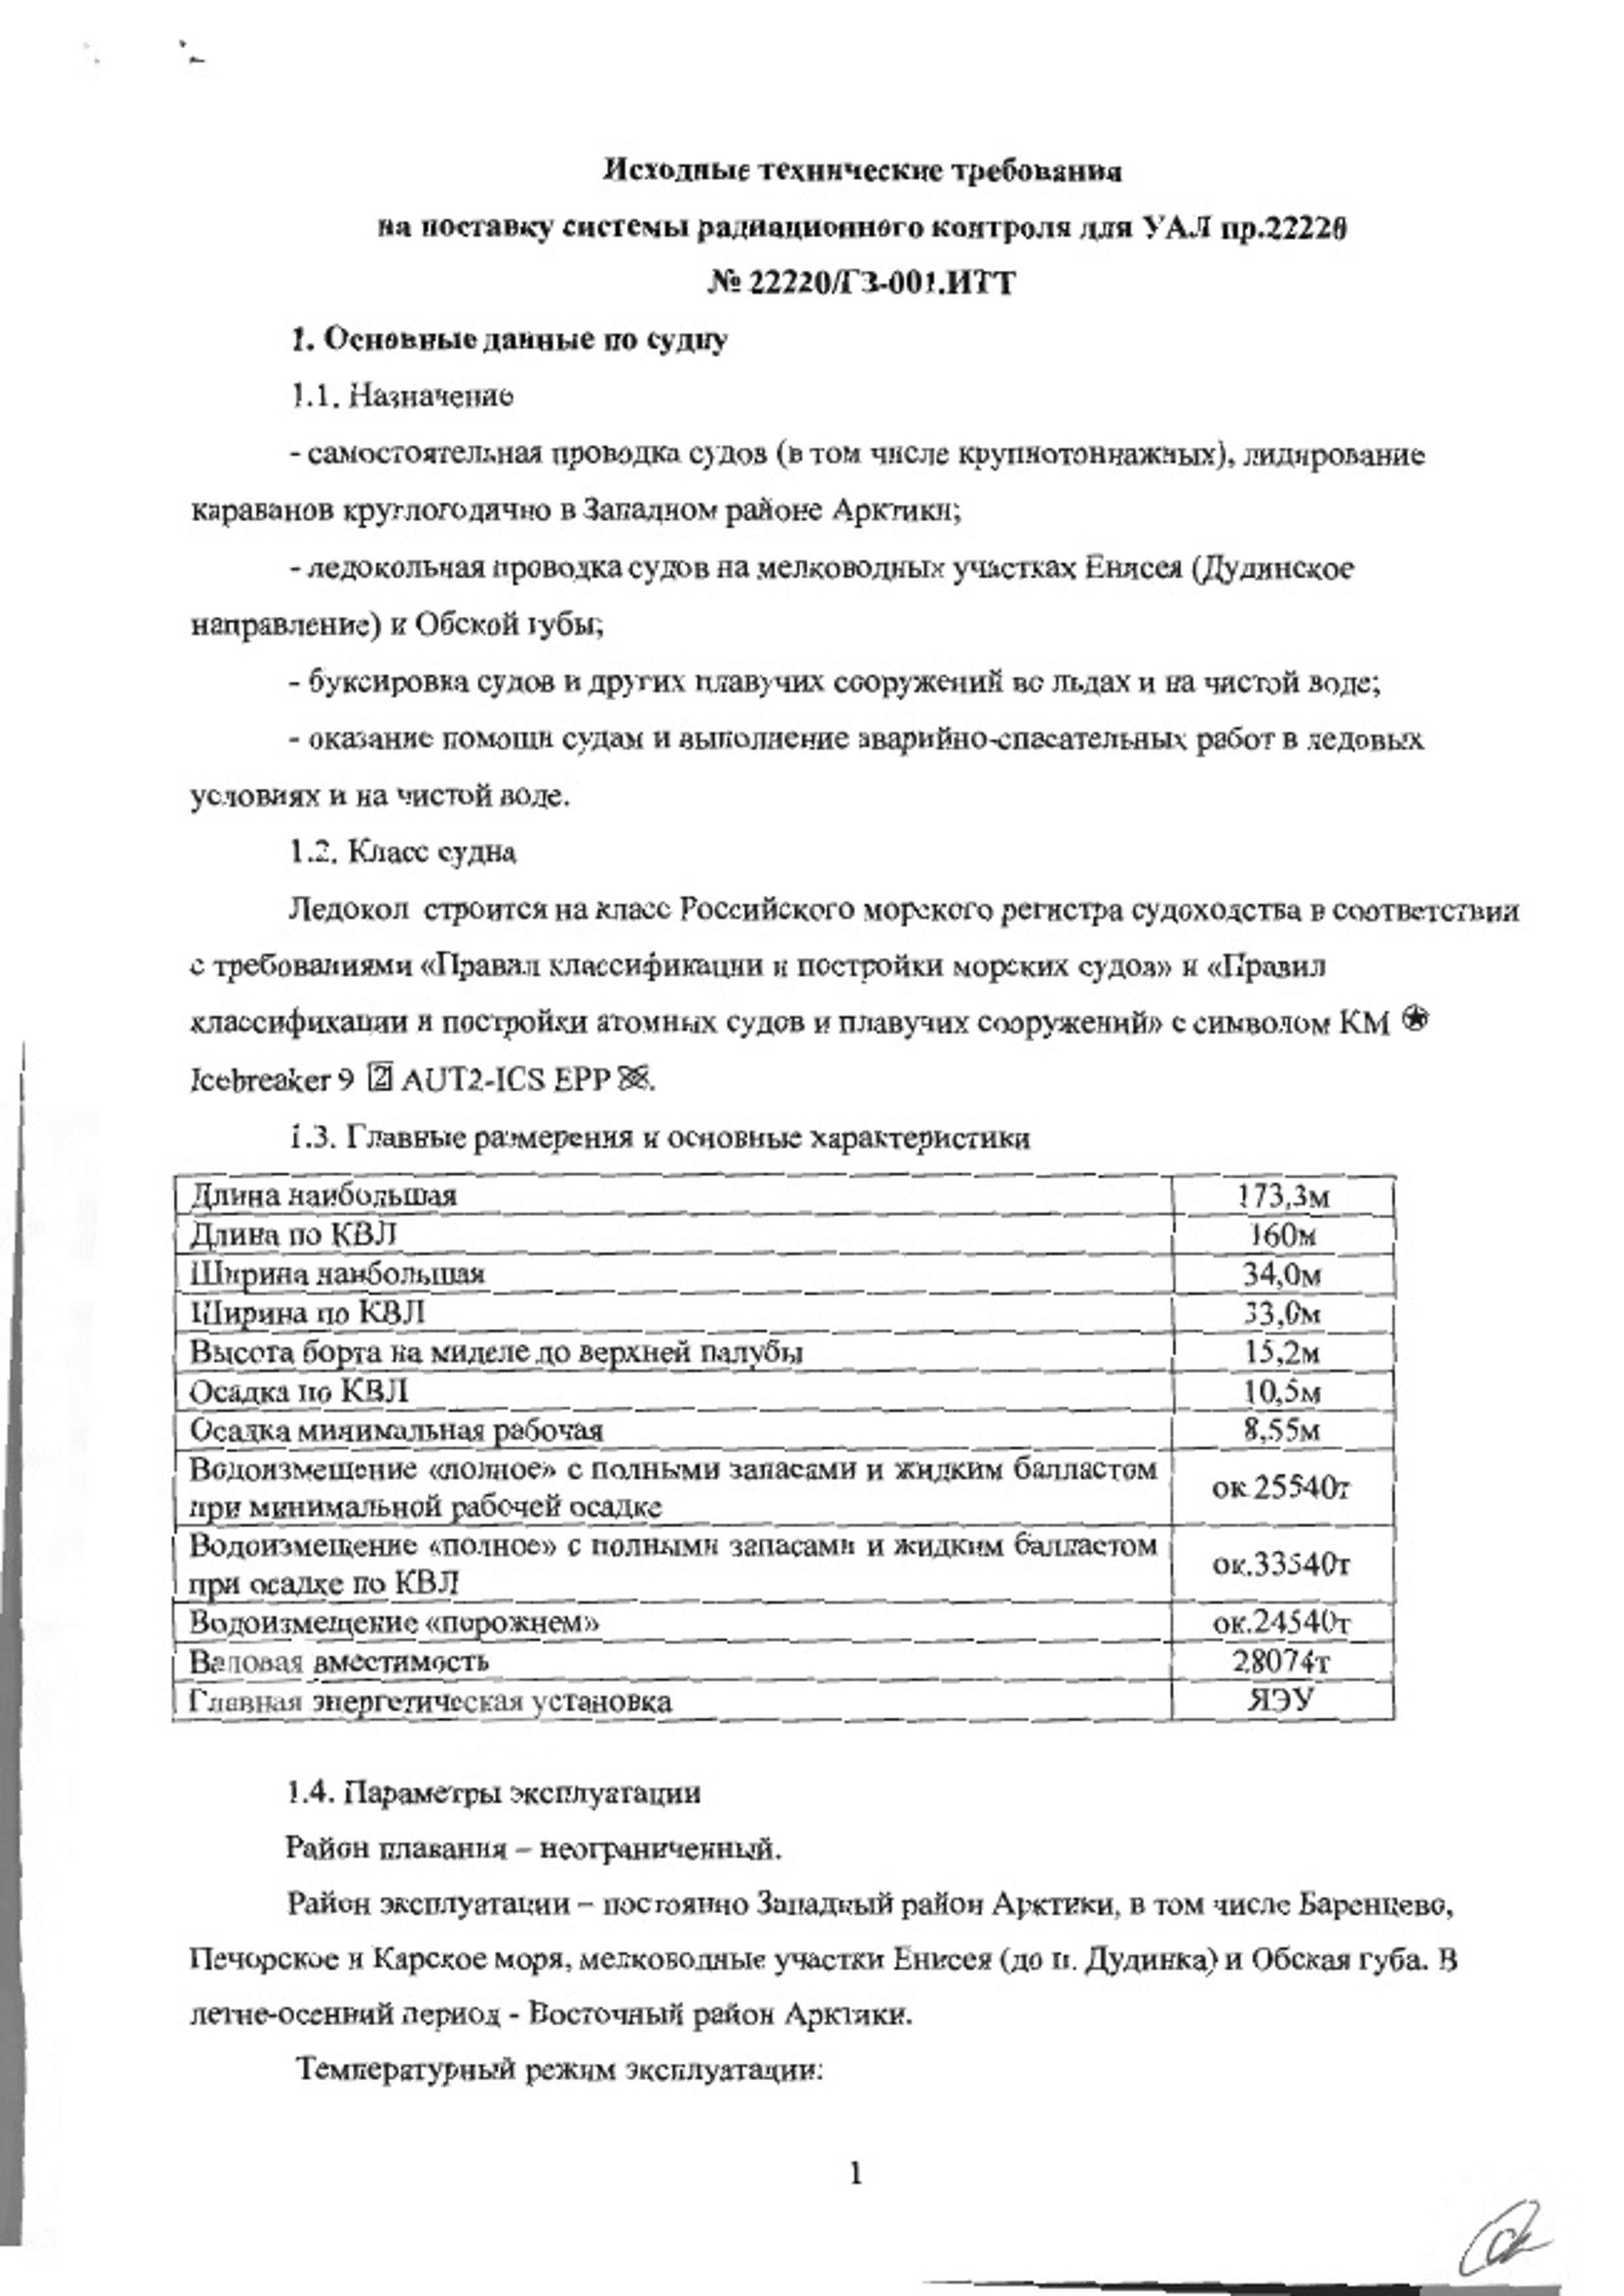 Исходные технические требования
на поставку системы радиационного контроля для УАЛ пр.22220
№ 22220/ГЗ-001.ИТТ
1. Основные данные по судну
1.1. Назначение
- самостоятельная проводка судов (в том числе крупнотоннажных), лидирование
караванов круглогодично в Западном районе Арктики;
- ледокольная проводка судов на мелководных участках Енисея (Дудинское
направление) и Обской губы;
- буксировка судов и других плавучих сооружений во льдах и на чистой воде;
- оказание помощи судам и выполнение аварийно-спасательных работ в ледовых
условиях и на чистой воде.
1.2. Класс судна
Ледокол строится на класс Российского морского регистра судоходства в соответствии
с требованиями «Правил классификации и постройки морских судов» и «Правил
классификации и постройки атомных судов и плавучих сооружений» с символом КМ
Icebreaker 9 2 AUT2-ICS EPP
1.3. Главные размерения и основные характеристики
Длина наибольшая 173,3м
Длина по КВЛ 160м
Ширина наибольшая 34,0м
Ширина по КВЛ 33,0м
Высота борта на миделе до верхней палубы 15,2м
Осадка по КВЛ 10,5м
Осадка минимальная рабочая 8,55м
Водоизмещение «полное» с полными запасами и жидким балластом
при минимальной рабочей осадке ок.25540т
Водоизмещение «полное» с полными запасами и жидким балластом
при осадке по КВЛ ок.33540т
Водоизмещение «порожнем» ок.24540т
Валовая вместимость 28074т
Главная энергетическая установка ЯЭУ
1.4. Параметры эксплуатации
Район плавания – неограниченный.
Район эксплуатации – постоянно Западный район Арктики, в том числе Баренцево,
Печорское и Карское моря, мелководные участки Енисея (до п. Дудинка) и Обская губа. В
летне-осенний период - Восточный район Арктики.
Температурный режим эксплуатации:
1